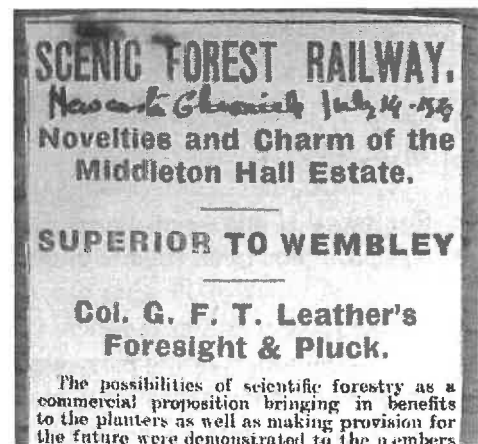 SCENIC FOREST RAILWAY.
Chronicle July 14
Novelties and Charm of the
Middleton Hall Estate.
SUPERIOR TO WEMBLEY
Col. G. F. T. Leather's
Foresight & Pluck.
The possibilities of scientific forestry as a
commercial proposition bringing in benefits
to the planters as well as making provision for
the future were demonstrated to the members